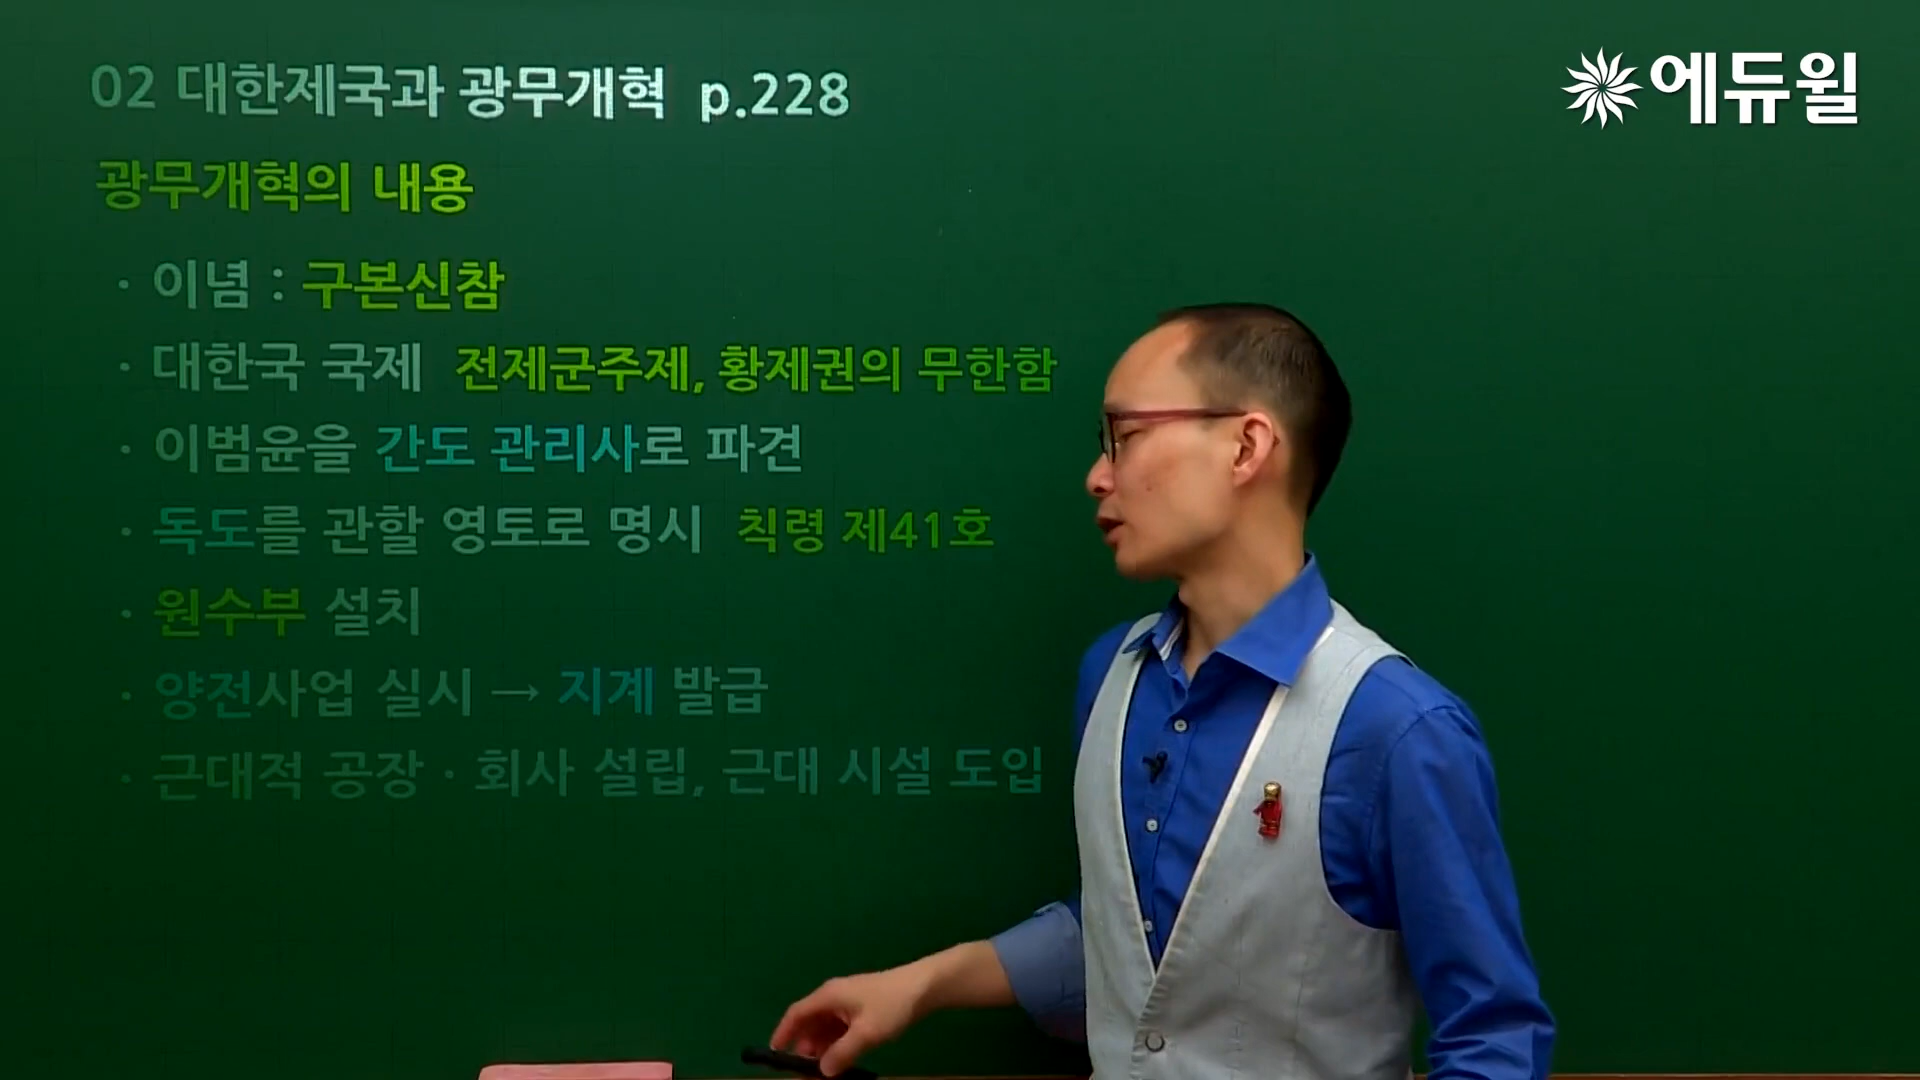 02 대한제국과 광무개혁 p.228
에듀윌
광무개혁의 내용
· 이념 : 구본신참
· 대한국 국제 전제군주제, 황제권의 무한함
· 이범윤을 간도 관리사로 파견
· 독도를 관할 영토로 명시 칙령 제41호
· 원수부 설치
· 양전사업 실시 → 지계 발급
· 근대적 공장 · 회사 설립, 근대 시설 도입